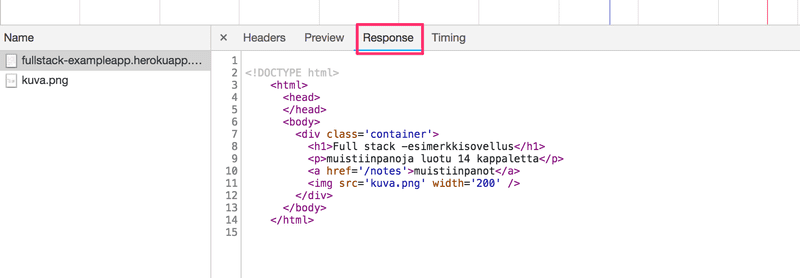 Name
× Headers Preview Response Timing
fullstack-exampleapp.herokuapp....
kuva.png
1
2 <!DOCTYPE html>
3 <html>
4 <head>
5 </head>
6 <body>
7 <div class='container'>
8 <h1>Full stack -esimerkkisovellus</h1>
9 <p>muistiinpanoja luotu 14 kappaletta</p>
10 <a href='/notes'>muistiinpanot</a>
11 <img src='kuva.png' width='200' />
12 </div>
13 </body>
14 </html>
15